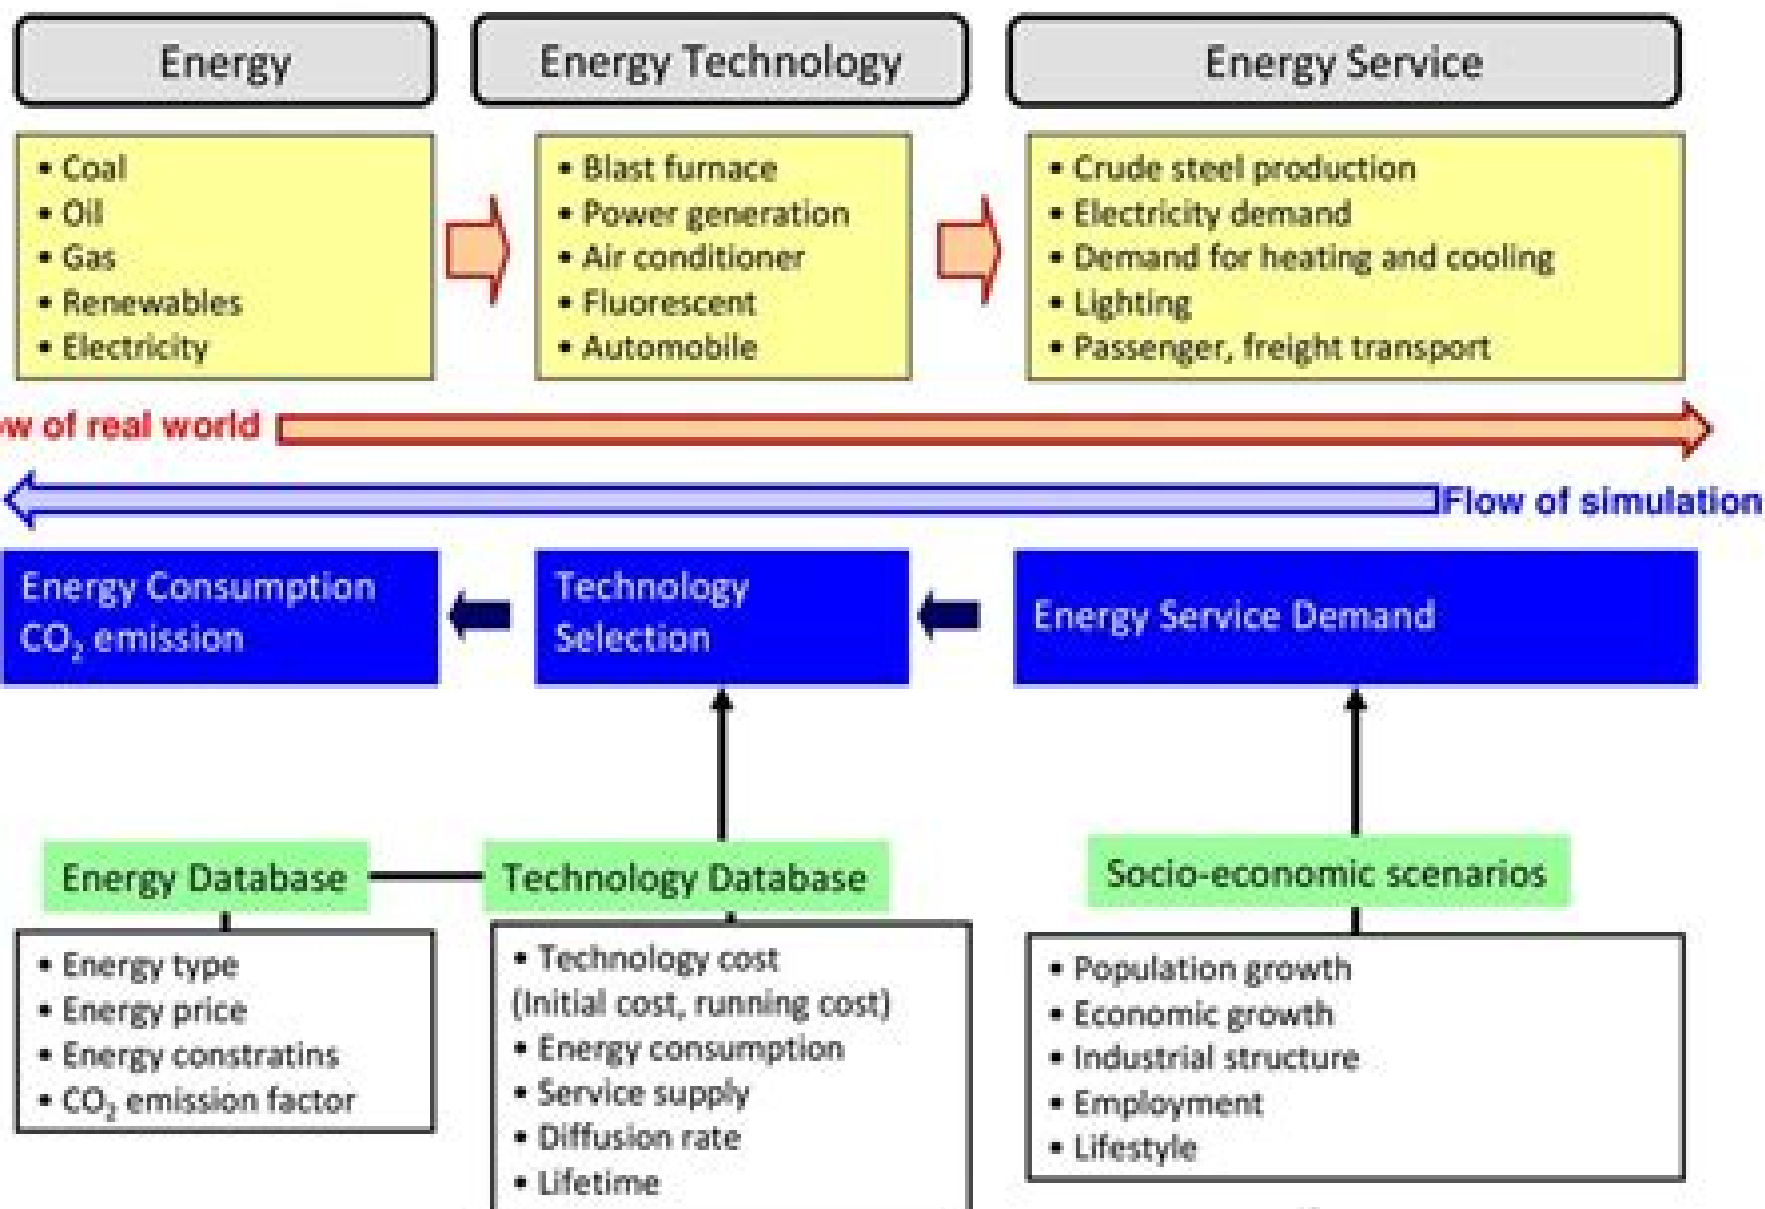 Energy
Energy Technology
Energy Service
• Coal
• Oil
• Gas
• Renewables
• Electricity
• Blast furnace
• Power generation
• Air conditioner
• Fluorescent
• Automobile
• Crude steel production
• Electricity demand
• Demand for heating and cooling
• Lighting
• Passenger, freight transport
ow of real world
Flow of simulation
Energy Consumption
CO₂ emission
Technology
Selection
Energy Service Demand
Energy Database
Technology Database
Socio-economic scenarios
• Energy type
• Energy price
• Energy constratins
• CO₂ emission factor
• Technology cost
(Initial cost, running cost)
• Energy consumption
• Service supply
• Diffusion rate
• Lifetime
• Population growth
• Economic growth
• Industrial structure
• Employment
• Lifestyle